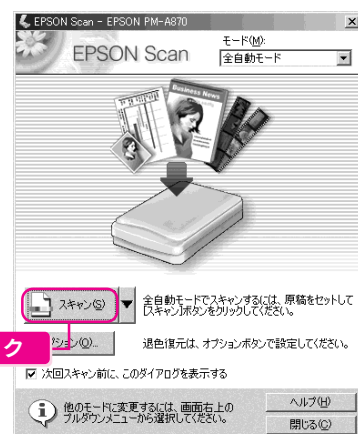 EPSON Scan - EPSON PM-A870
EPSON Scan
モード(M):
全自動モード
Business News
スキャン(S)
全自動モードでスキャンするには、原稿をセットして
[スキャン]ボタンをクリックしてください。
ク
プション(O)...
退色復元は、オプションボタンで設定してください。
次回スキャン前に、このダイアログを表示する
他のモードに変更するには、画面右上の
プルダウンメニューから選択してください。
ヘルプ(H)
閉じる(C)